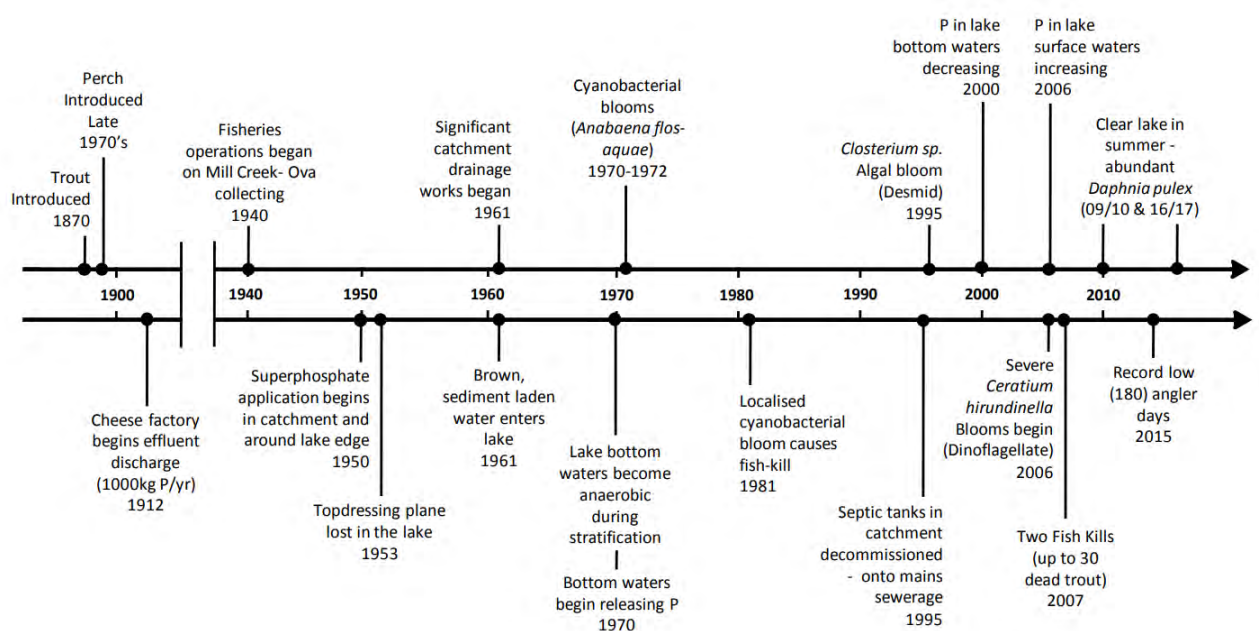 Trout
Introduced
1870
Perch
Introduced
Late
1970's
Fisheries
operations began
on Mill Creek- Ova
collecting
1940
Significant
catchment
drainage
works began
1961
Cyanobacterial
blooms
(Anabaena flos-
aquae)
1970-1972
Closterium sp.
Algal bloom
(Desmid)
1995
P in lake
bottom waters
decreasing
2000
P in lake
surface waters
increasing
2006
Clear lake in
summer -
abundant
Daphnia pulex
(09/10 & 16/17)
1900
1940
1950
1960
1970
1980
1990
2000
2010
Cheese factory
begins effluent
discharge
(1000kg P/yr)
1912
Superphosphate
application begins
in catchment and
around lake edge
1950
Topdressing plane
lost in the lake
1953
Brown,
sediment laden
water enters
lake
1961
Lake bottom
waters become
anaerobic
during
stratification
Bottom waters
begin releasing P
1970
Localised
cyanobacterial
bloom causes
fish-kill
1981
Septic tanks in
catchment
decommissioned
- onto mains
sewerage
1995
Severe
Ceratium
hirundinella
Blooms begin
(Dinoflagellate)
2006
Two Fish Kills
(up to 30
dead trout)
2007
Record low
(180) angler
days
2015